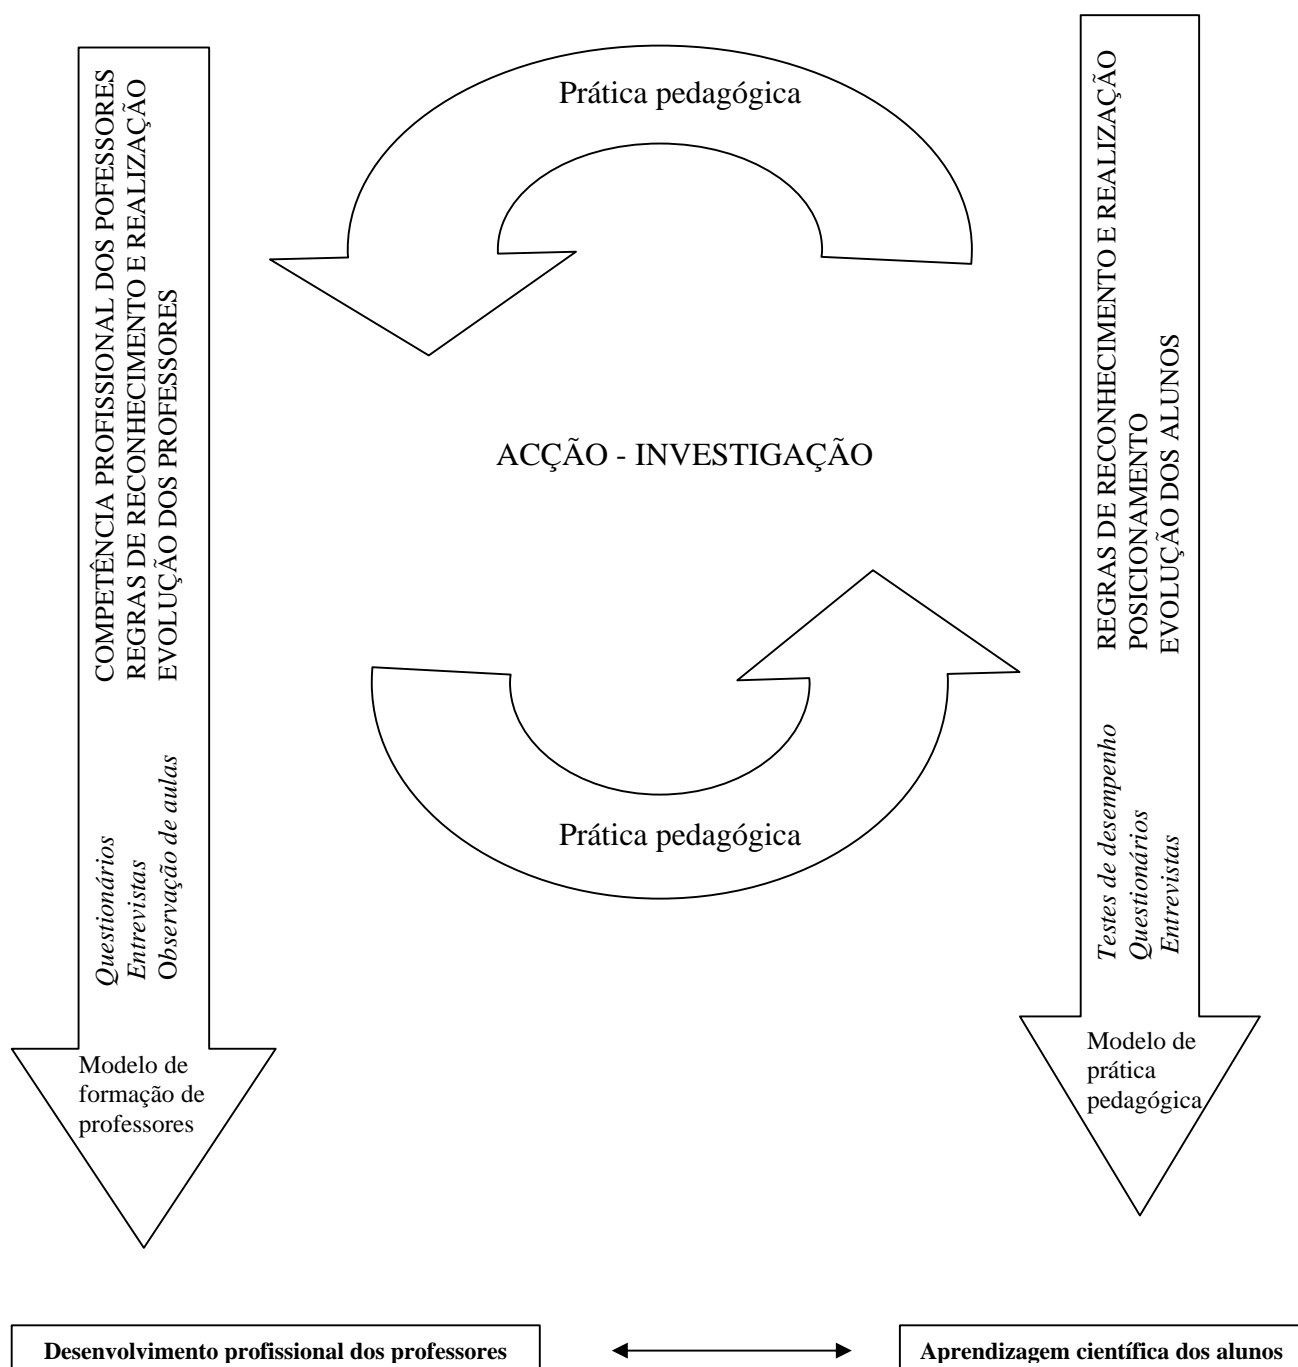 Prática pedagógica
COMPETÊNCIA PROFISSIONAL DOS POFESSORES
REGRAS DE RECONHECIMENTO E REALIZAÇÃO
EVOLUÇÃO DOS PROFESSORES
Questionários
Entrevistas
Observação de aulas
Modelo de
formação de
professores
ACÇÃO - INVESTIGAÇÃO
Prática pedagógica
REGRAS DE RECONHECIMENTO E REALIZAÇÃO
POSICIONAMENTO
EVOLUÇÃO DOS ALUNOS
Testes de desempenho
Questionários
Entrevistas
Modelo de
prática
pedagógica
Desenvolvimento profissional dos professores
Aprendizagem científica dos alunos